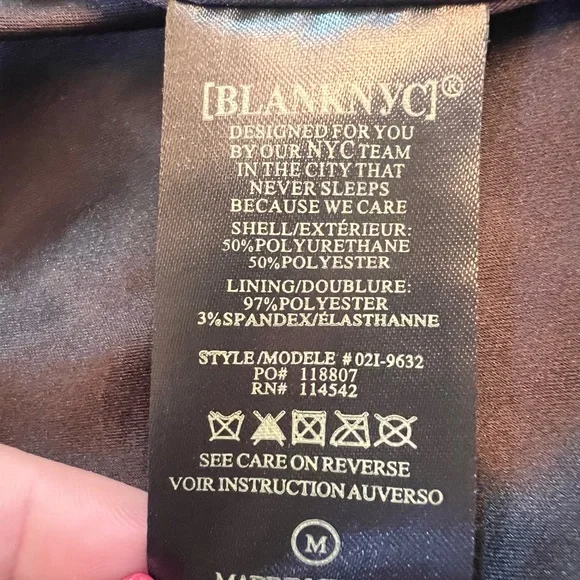 [BLANKNYC]®
DESIGNED FOR YOU
BY OUR NYC TEAM
IN THE CITY THAT
NEVER SLEEPS
BECAUSE WE CARE
SHELL/EXTÉRIEUR:
50%POLYURETHANE
50%POLYESTER
LINING/DOUBLURE:
97%POLYESTER
3%SPANDEX/ÉLASTHANNE
STYLE/MODELE #02I-9632
PO# 118807
RN# 114542
SEE CARE ON REVERSE
VOIR INSTRUCTION AUVERSO
M